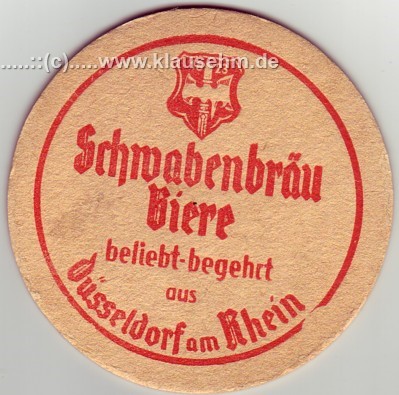 .....::(c).....www.klausehm.de
Schwabenbräu
Biere
beliebt-begehrt
aus
Düsseldorf am Rhein